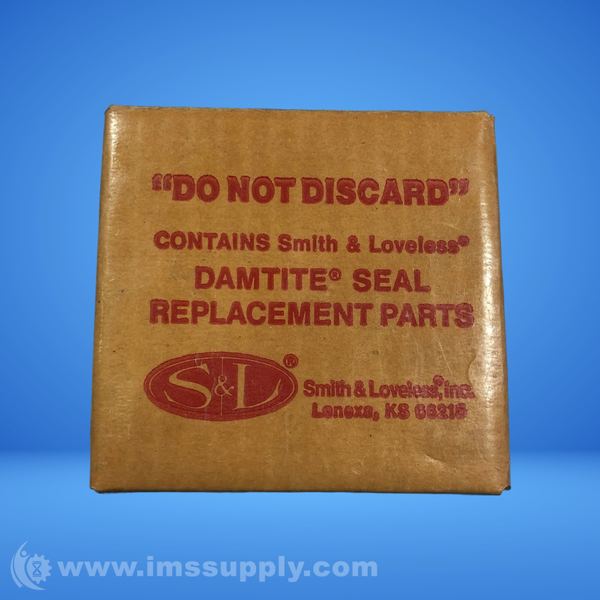 "DO NOT DISCARD"
CONTAINS Smith & Loveless®
DAMTITE® SEAL
REPLACEMENT PARTS
S&L®
Smith & Loveless®, Inc.
Lenexa, KS 66215
www.imssupply.com